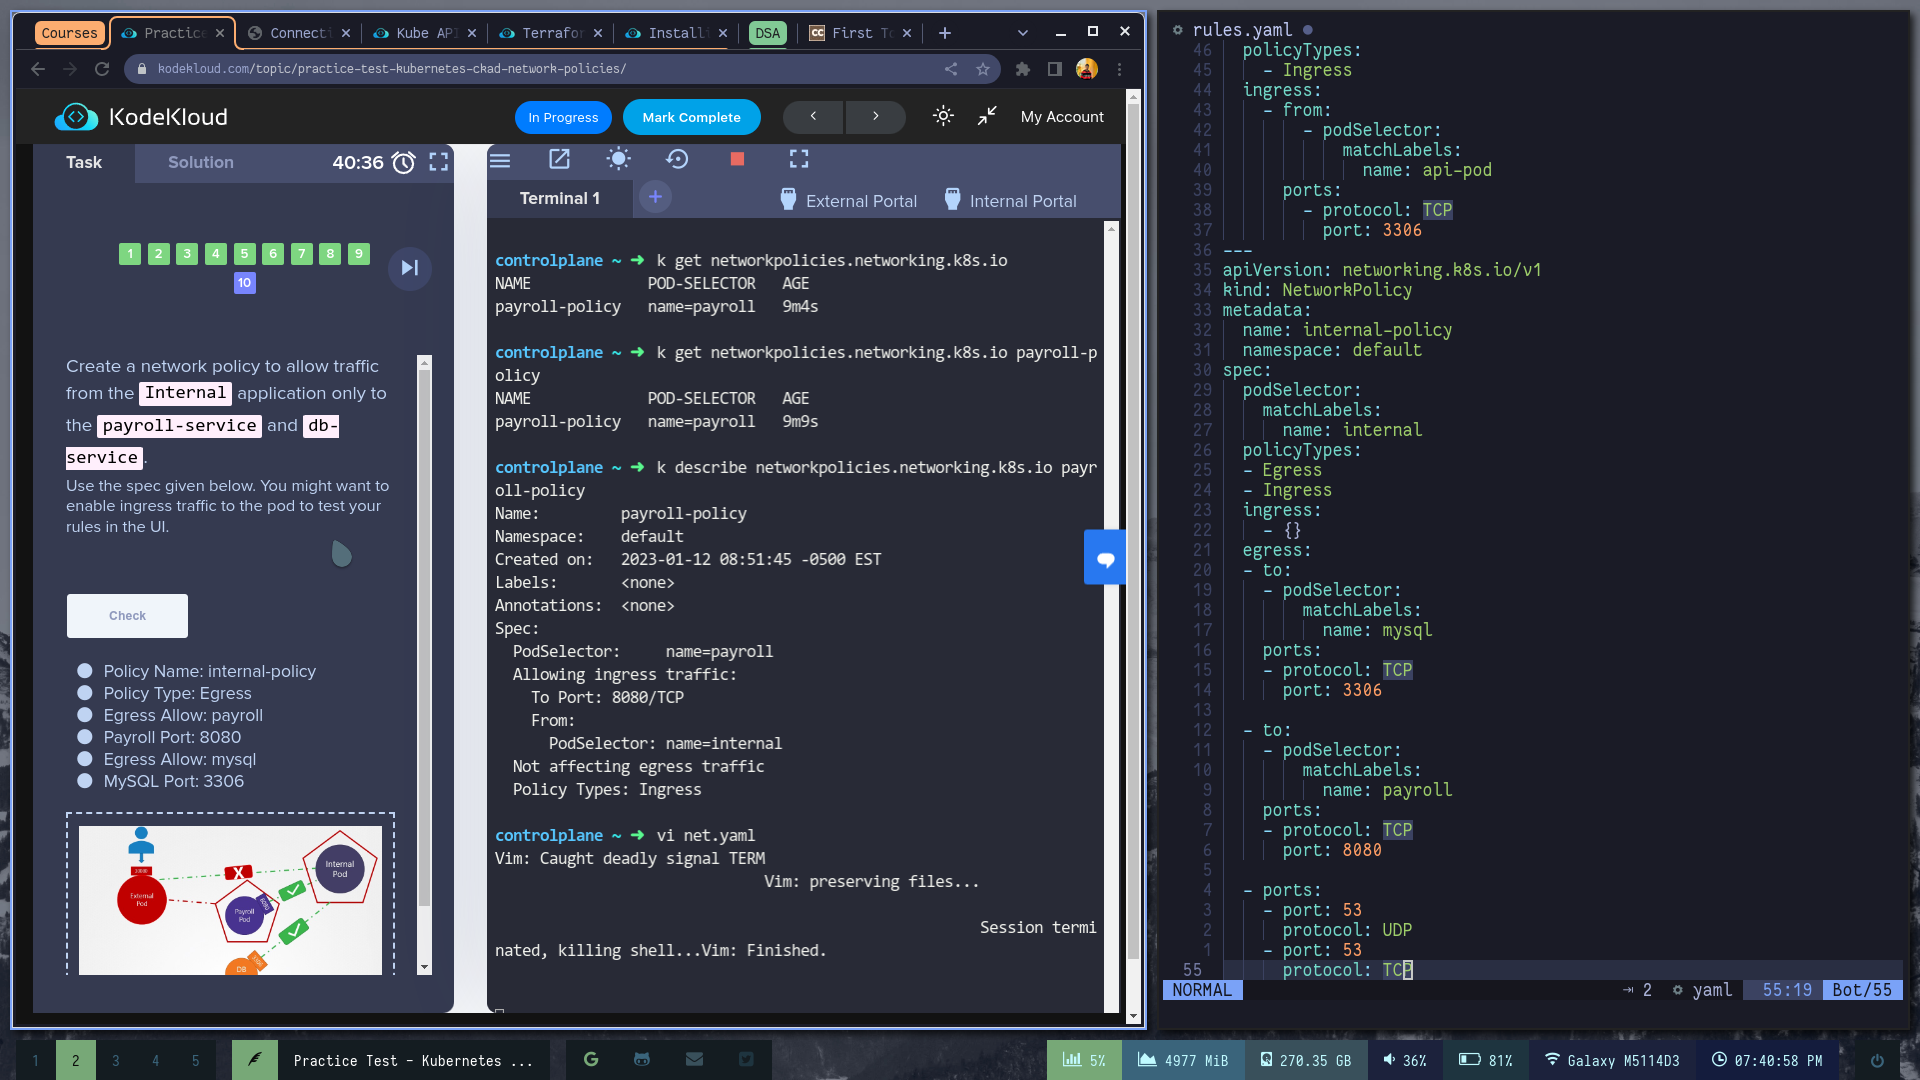 Courses
Practice
Connecti
Kube API
Terrafor
Installi
DSA
CC First To
kodekloud.com/topic/practice-test-kubernetes-ckad-network-policies/
KodeKloud
In Progress
Mark Complete
My Account
Task
Solution
40:36
1 2 3 4 5 6 7 8 9
10
Create a network policy to allow traffic
from the Internal application only to
the payroll-service and db-
service.
Use the spec given below. You might want to
enable ingress traffic to the pod to test your
rules in the UI.
Check
Policy Name: internal-policy
Policy Type: Egress
Egress Allow: payroll
Payroll Port: 8080
Egress Allow: mysql
MySQL Port: 3306
Internal
Pod
External
Pod
Payroll
Pod
DB
Terminal 1
+
External Portal
Internal Portal
controlplane ~ ➜ k get networkpolicies.networking.k8s.io
NAME POD-SELECTOR AGE
payroll-policy name=payroll 9m4s
controlplane ~ ➜ k get networkpolicies.networking.k8s.io payroll-p
olicy
NAME POD-SELECTOR AGE
payroll-policy name=payroll 9m9s
controlplane ~ ➜ k describe networkpolicies.networking.k8s.io payr
oll-policy
Name: payroll-policy
Namespace: default
Created on: 2023-01-12 08:51:45 -0500 EST
Labels: <none>
Annotations: <none>
Spec:
PodSelector: name=payroll
Allowing ingress traffic:
To Port: 8080/TCP
From:
PodSelector: name=internal
Not affecting egress traffic
Policy Types: Ingress
controlplane ~ ➜ vi net.yaml
Vim: Caught deadly signal TERM
Vim: preserving files...
Session termi
nated, killing shell...Vim: Finished.
rules.yaml
46 policyTypes:
45 - Ingress
44 ingress:
43 - from:
42 - podSelector:
41 matchLabels:
40 name: api-pod
39 ports:
38 - protocol: TCP
37 port: 3306
36 ---
35 apiVersion: networking.k8s.io/v1
34 kind: NetworkPolicy
33 metadata:
32 name: internal-policy
31 namespace: default
30 spec:
29 podSelector:
28 matchLabels:
27 name: internal
26 policyTypes:
25 - Egress
24 - Ingress
23 ingress:
22 - {}
21 egress:
20 - to:
19 - podSelector:
18 matchLabels:
17 name: mysql
16 ports:
15 - protocol: TCP
14 port: 3306
13
12 - to:
11 - podSelector:
10 matchLabels:
9 name: payroll
8 ports:
7 - protocol: TCP
6 port: 8080
5
4 - ports:
3 - port: 53
2 protocol: UDP
1 - port: 53
55 protocol: TCP
NORMAL
2 yaml 55:19 Bot/55
1 2 3 4 5
Practice Test - Kubernetes ...
5%
4977 MiB
270.35 GB
36%
81%
Galaxy M5114D3
07:40:58 PM